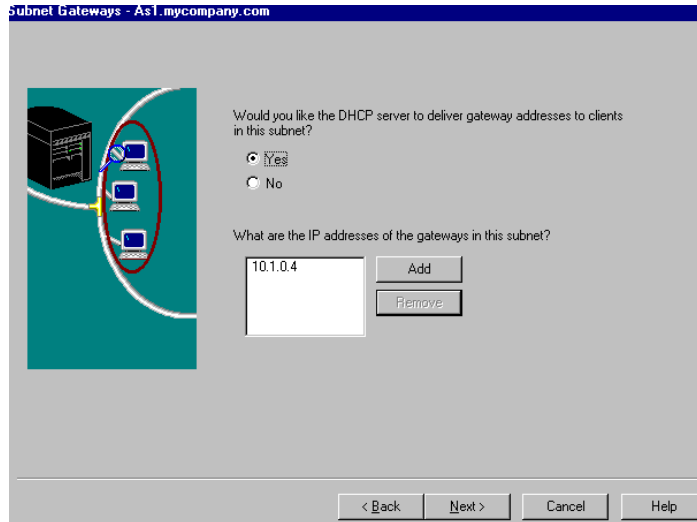 Subnet Gateways - As1.mycompany.com
Would you like the DHCP server to deliver gateway addresses to clients
in this subnet?
Yes
No
What are the IP addresses of the gateways in this subnet?
10.1.0.4
Add
Remove
< Back
Next >
Cancel
Help